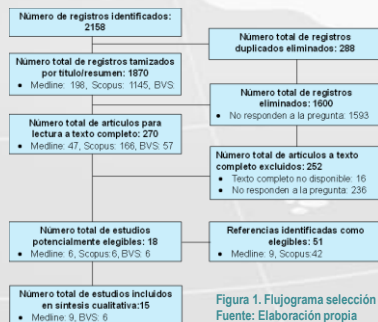 Número de registros identificados:
2158
Número total de registros
duplicados eliminados: 288
Número total de registros tamizados
por título/resumen: 1870
• Medline: 198, Scopus: 1145, BVS:
Número total de registros
eliminados: 1600
• No responden a la pregunta: 1593
Número total de artículos para
lectura a texto completo: 270
• Medline: 47, Scopus: 166, BVS: 57
Número total de artículos a texto
completo excluidos: 252
• Texto completo no disponible: 16
• No responden a la pregunta: 236
Número total de estudios
potencialmente elegibles: 18
• Medline: 6, Scopus:6, BVS: 6
Referencias identificadas como
elegibles: 51
• Medline: 9, Scopus:42
Número total de estudios incluidos
en síntesis cualitativa:15
• Medline: 9, BVS: 6
Figura 1. Flujograma selección
Fuente: Elaboración propia